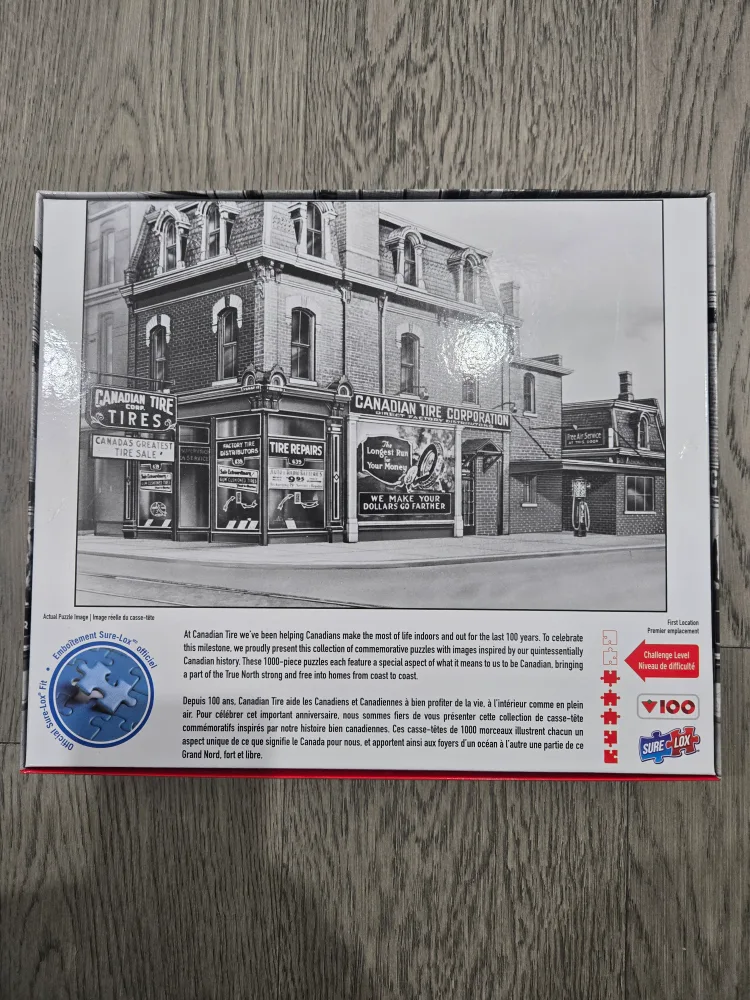 CANADIAN TIRE
CORP.
TIRES
CANADA'S GREATEST
TIRE SALE
FACTORY TIRE
DISTRIBUTORS
639
TIRE REPAIRS
639
9.95
CANADIAN TIRE CORPORATION
DIRECT FACTORY DISTRIBUTORS
The
Longest Run
for
Your Money
WE MAKE YOUR
DOLLARS GO FARTHER
Free Air Service
AT THIS DOOR
Actual Puzzle Image | Image réelle du casse-tête
First Location
Premier emplacement
Official Sure-Lox Fit • Emboîtement Sure-Lox officiel
At Canadian Tire we've been helping Canadians make the most of life indoors and out for the last 100 years. To celebrate
this milestone, we proudly present this collection of commemorative puzzles with images inspired by our quintessentially
Canadian history. These 1000-piece puzzles each feature a special aspect of what it means to us to be Canadian, bringing
a part of the True North strong and free into homes from coast to coast.
Depuis 100 ans, Canadian Tire aide les Canadiens et Canadiennes à bien profiter de la vie, à l'intérieur comme en plein
air. Pour célébrer cet important anniversaire, nous sommes fiers de vous présenter cette collection de casse-tête
commémoratifs inspirés par notre histoire bien canadiennes. Ces casse-têtes de 1000 morceaux illustrent chacun un
aspect unique de ce que signifie le Canada pour nous, et apportent ainsi aux foyers d'un océan à l'autre une partie de ce
Grand Nord, fort et libre.
Challenge Level
Niveau de difficulté
100
SURE LOX